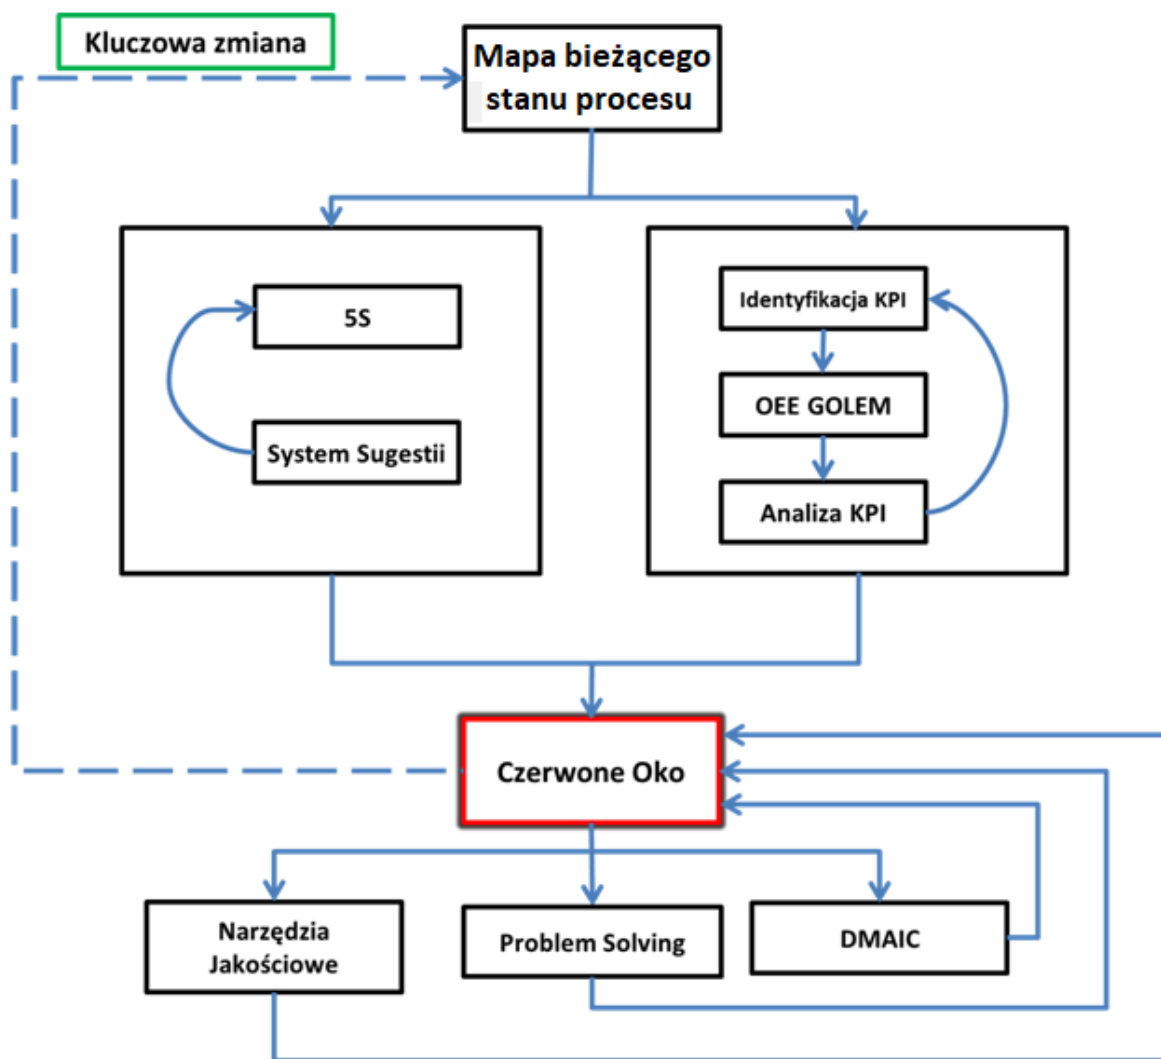 Kluczowa zmiana
Mapa bieżącego
stanu procesu
5S
System Sugestii
Identyfikacja KPI
OEE GOLEM
Analiza KPI
Czerwone Oko
Narzędzia
Jakościowe
Problem Solving
DMAIC